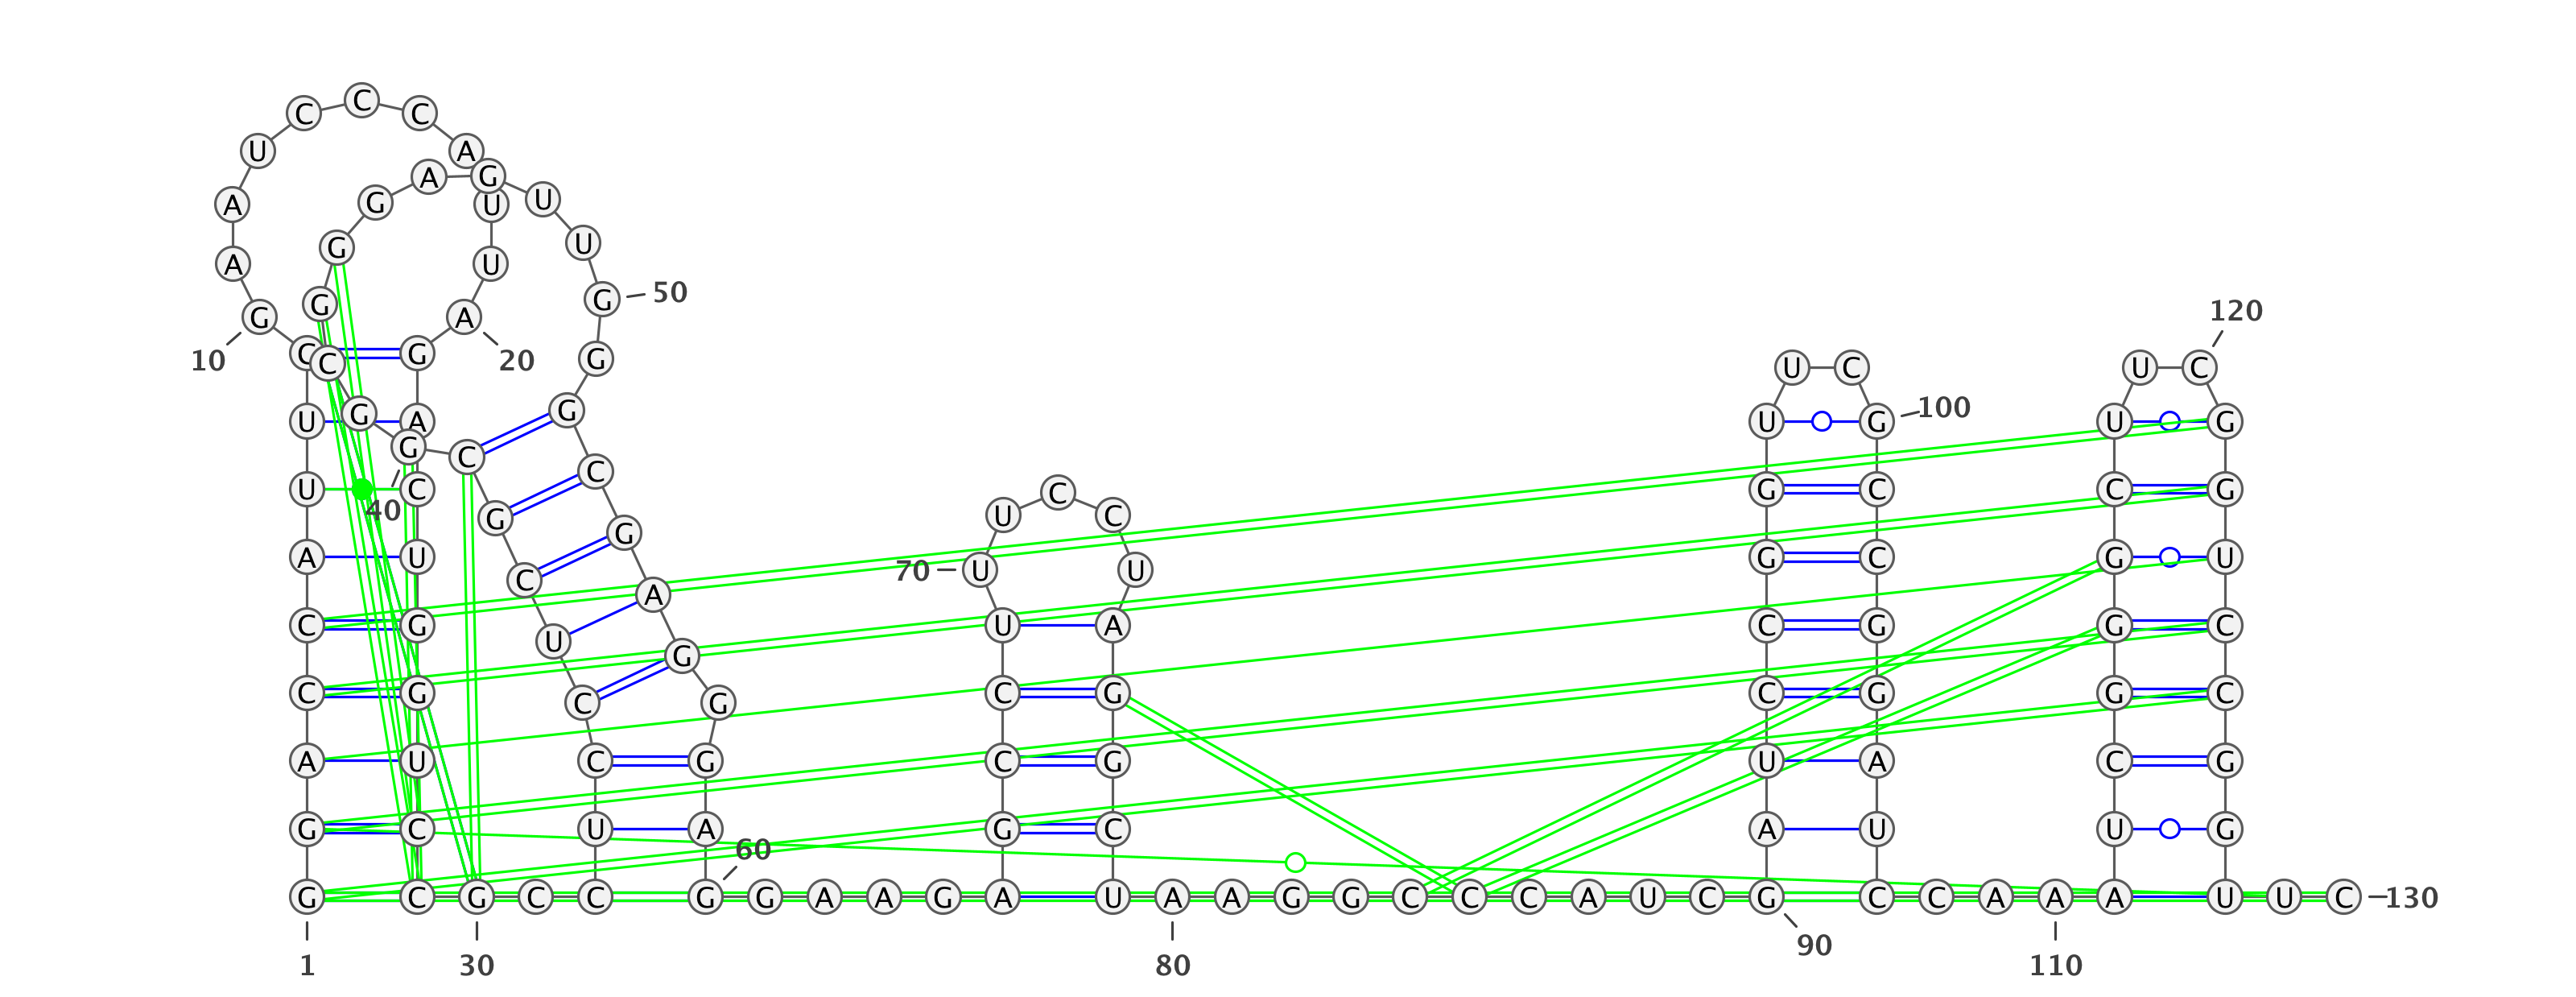 G G A C C A U U C
G A A U C C C A U U A
G A C U G G U C C
G C C
U C C U C G C
G G C G G G A G U U G G
G C G A G G G A G
G A A G A
G C C U
U U C C U
A G G C U
A A G G C C C A U C G
A U C C G G U
U C
G C C G G A U C
C A A A
U C G G G C U
U C
G G U C C G G U
U C
1
10
20
30
40
50
60
70
80
90
100
110
120
130